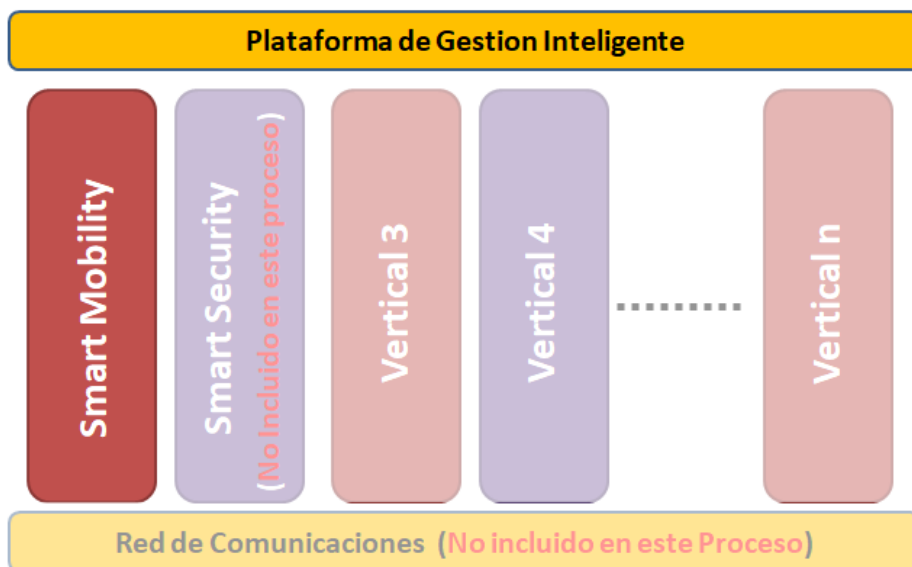 Plataforma de Gestion Inteligente
Smart Mobility
Smart Security
(No Incluido en este proceso)
Vertical 3
Vertical 4
Vertical n
Red de Comunicaciones (No incluido en este Proceso)